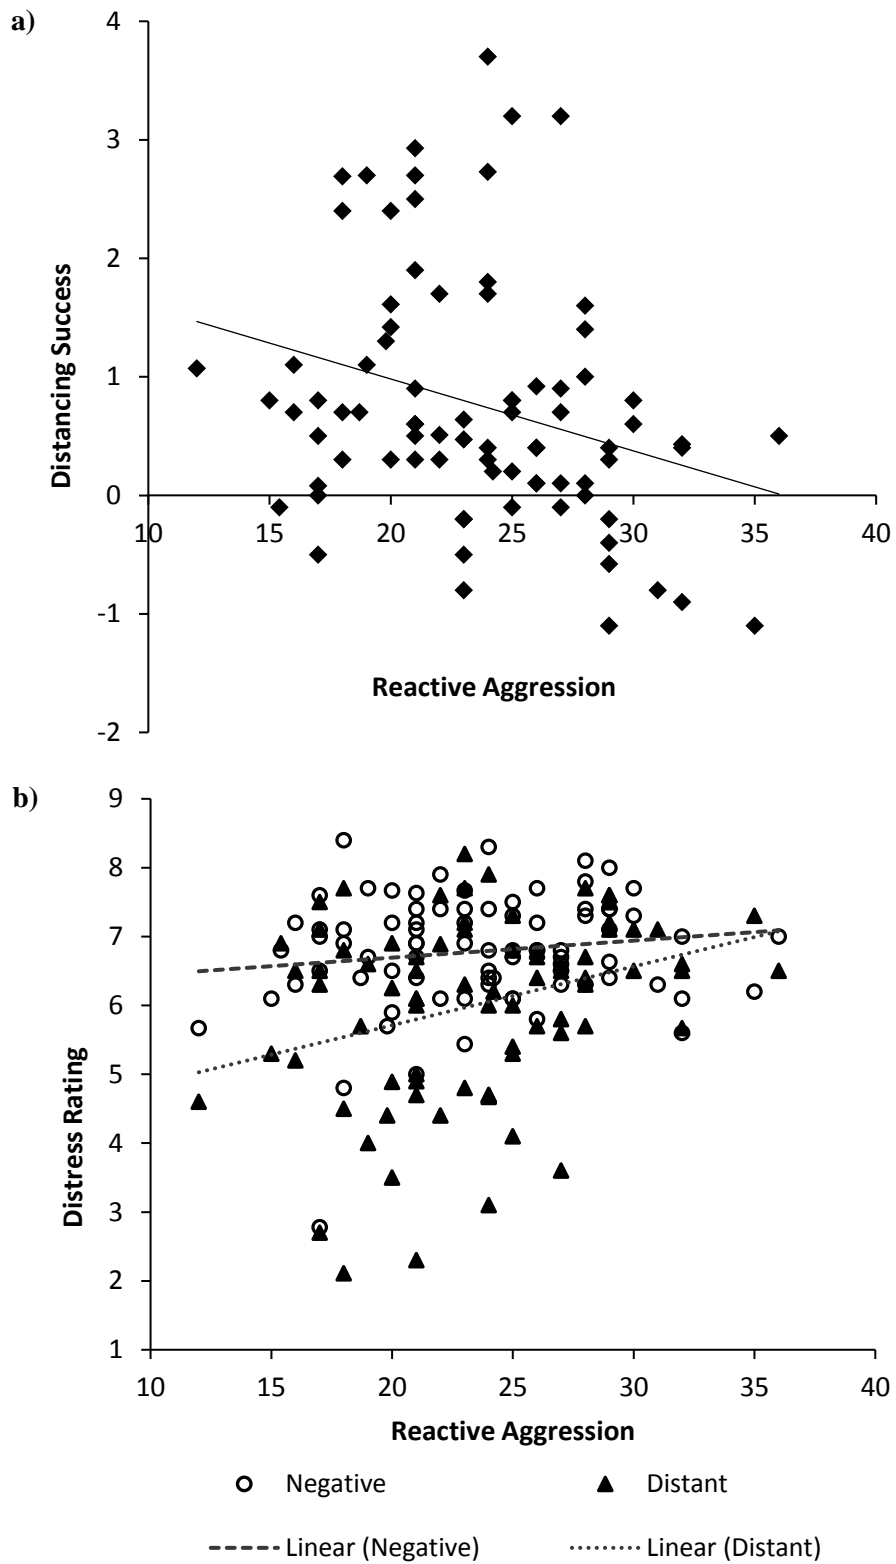 a)
4
3
2
1
0
-1
-2
10 15 20 25 30 35 40
Distancing Success
Reactive Aggression
b)
9
8
7
6
5
4
3
2
1
10 15 20 25 30 35 40
Distress Rating
Reactive Aggression
Negative Distant
Linear (Negative) Linear (Distant)